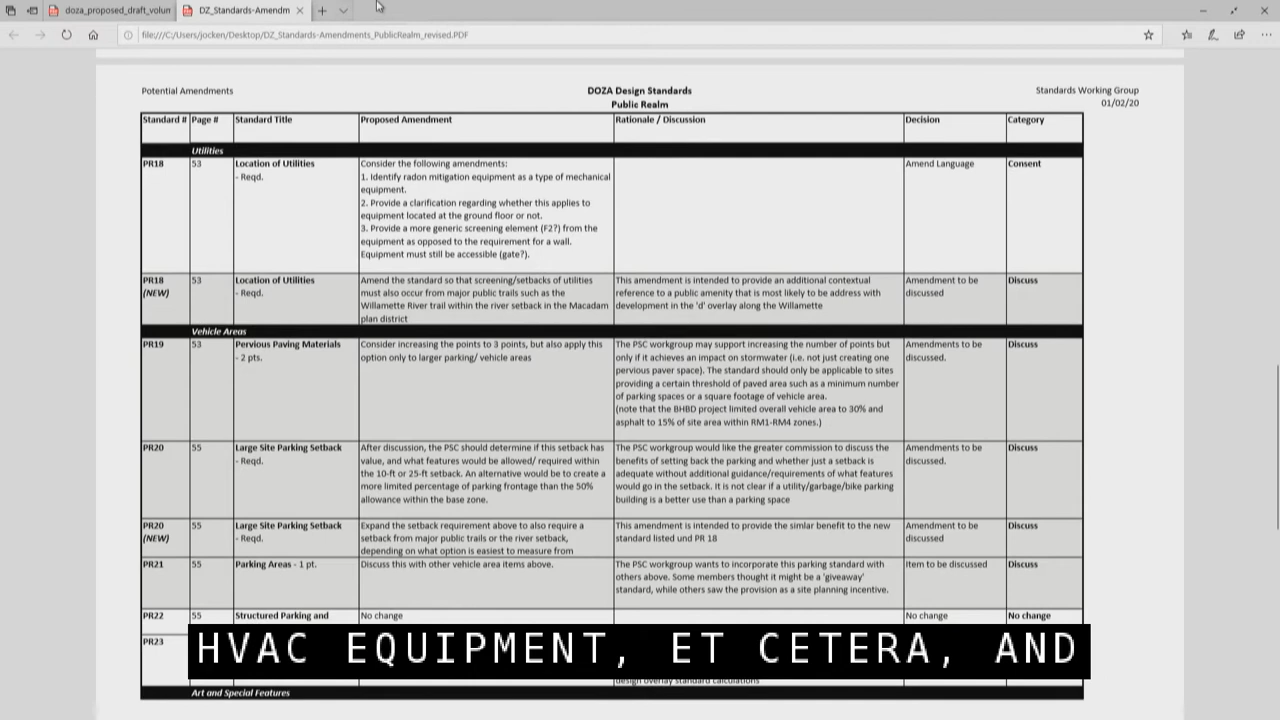 doza_proposed_draft_volun
DZ_Standards-Amendm
file:///C:/Users/jocken/Desktop/DZ_Standards-Amendments_PublicRealm_revised.PDF
Potential Amendments DOZA Design Standards Standards Working Group
Public Realm 01/02/20
Standard # Page # Standard Title Proposed Amendment Rationale / Discussion Decision Category
Utilities
PR18 53 Location of Utilities Consider the following amendments: Amend Language Consent
- Reqd. 1. Identify radon mitigation equipment as a type of mechanical
equipment.
2. Provide a clarification regarding whether this applies to
equipment located at the ground floor or not.
3. Provide a more generic screening element (F2?) from the
equipment as opposed to the requirement for a wall.
Equipment must still be accessible (gate?).
PR18 53 Location of Utilities Amend the standard so that screening/setbacks of utilities This amendment is intended to provide an additional contextual Amendment to be Discuss
(NEW) - Reqd. must also occur from major public trails such as the reference to a public amenity that is most likely to be address with discussed
Willamette River trail within the river setback in the Macadam development in the 'd' overlay along the Willamette
plan district
Vehicle Areas
PR19 53 Pervious Paving Materials Consider increasing the points to 3 points, but also apply this The PSC workgroup may support increasing the number of points but Amendments to be Discuss
- 2 pts. option only to larger parking/ vehicle areas only if it achieves an impact on stormwater (i.e. not just creating one discussed.
pervious paver space). The standard should only be applicable to sites
providing a certain threshold of paved area such as a minimum number
of parking spaces or a square footage of vehicle area.
(note that the BHBD project limited overall vehicle area to 30% and
asphalt to 15% of site area within RM1-RM4 zones.)
PR20 55 Large Site Parking Setback After discussion, the PSC should determine if this setback has The PSC workgroup would like the greater commission to discuss the Amendments to be Discuss
- Reqd. value, and what features would be allowed/ required within benefits of setting back the parking and whether just a setback is discussed.
the 10-ft or 25-ft setback. An alternative would be to create a adequate without additional guidance/requirements of what features
more limited percentage of parking frontage than the 50% would go in the setback. It is not clear if a utility/garbage/bike parking
allowance within the base zone. building is a better use than a parking space
PR20 55 Large Site Parking Setback Expand the setback requirement above to also require a This amendment is intended to provide the simlar benefit to the new Amendment to be Discuss
(NEW) - Reqd. setback from major public trails or the river setback, standard listed und PR 18 discussed
depending on what option is easiest to measure from
PR21 55 Parking Areas - 1 pt. Discuss this with other vehicle area items above. The PSC workgroup wants to incorporate this parking standard with Item to be discussed Discuss
others above. Some members thought it might be a 'giveaway'
standard, while others saw the provision as a site planning incentive.
PR22 55 Structured Parking and No change No change No change
PR23
HVAC EQUIPMENT, ET CETERA, AND
design overlay standard calculations
Art and Special Features